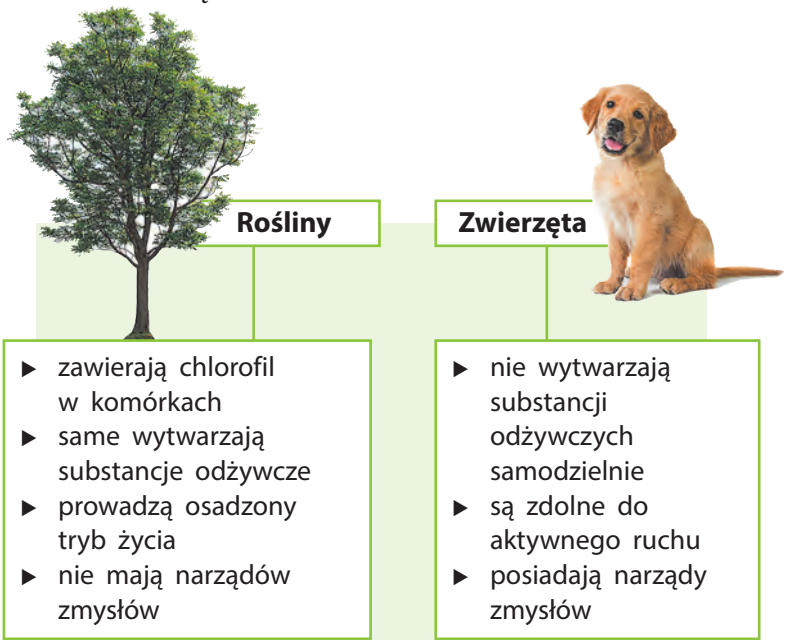 Rośliny
▶ zawierają chlorofil
w komórkach
▶ same wytwarzają
substancje odżywcze
▶ prowadzą osadzony
tryb życia
▶ nie mają narządów
zmysłów
Zwierzęta
▶ nie wytwarzają
substancji
odżywczych
samodzielnie
▶ są zdolne do
aktywnego ruchu
▶ posiadają narządy
zmysłów